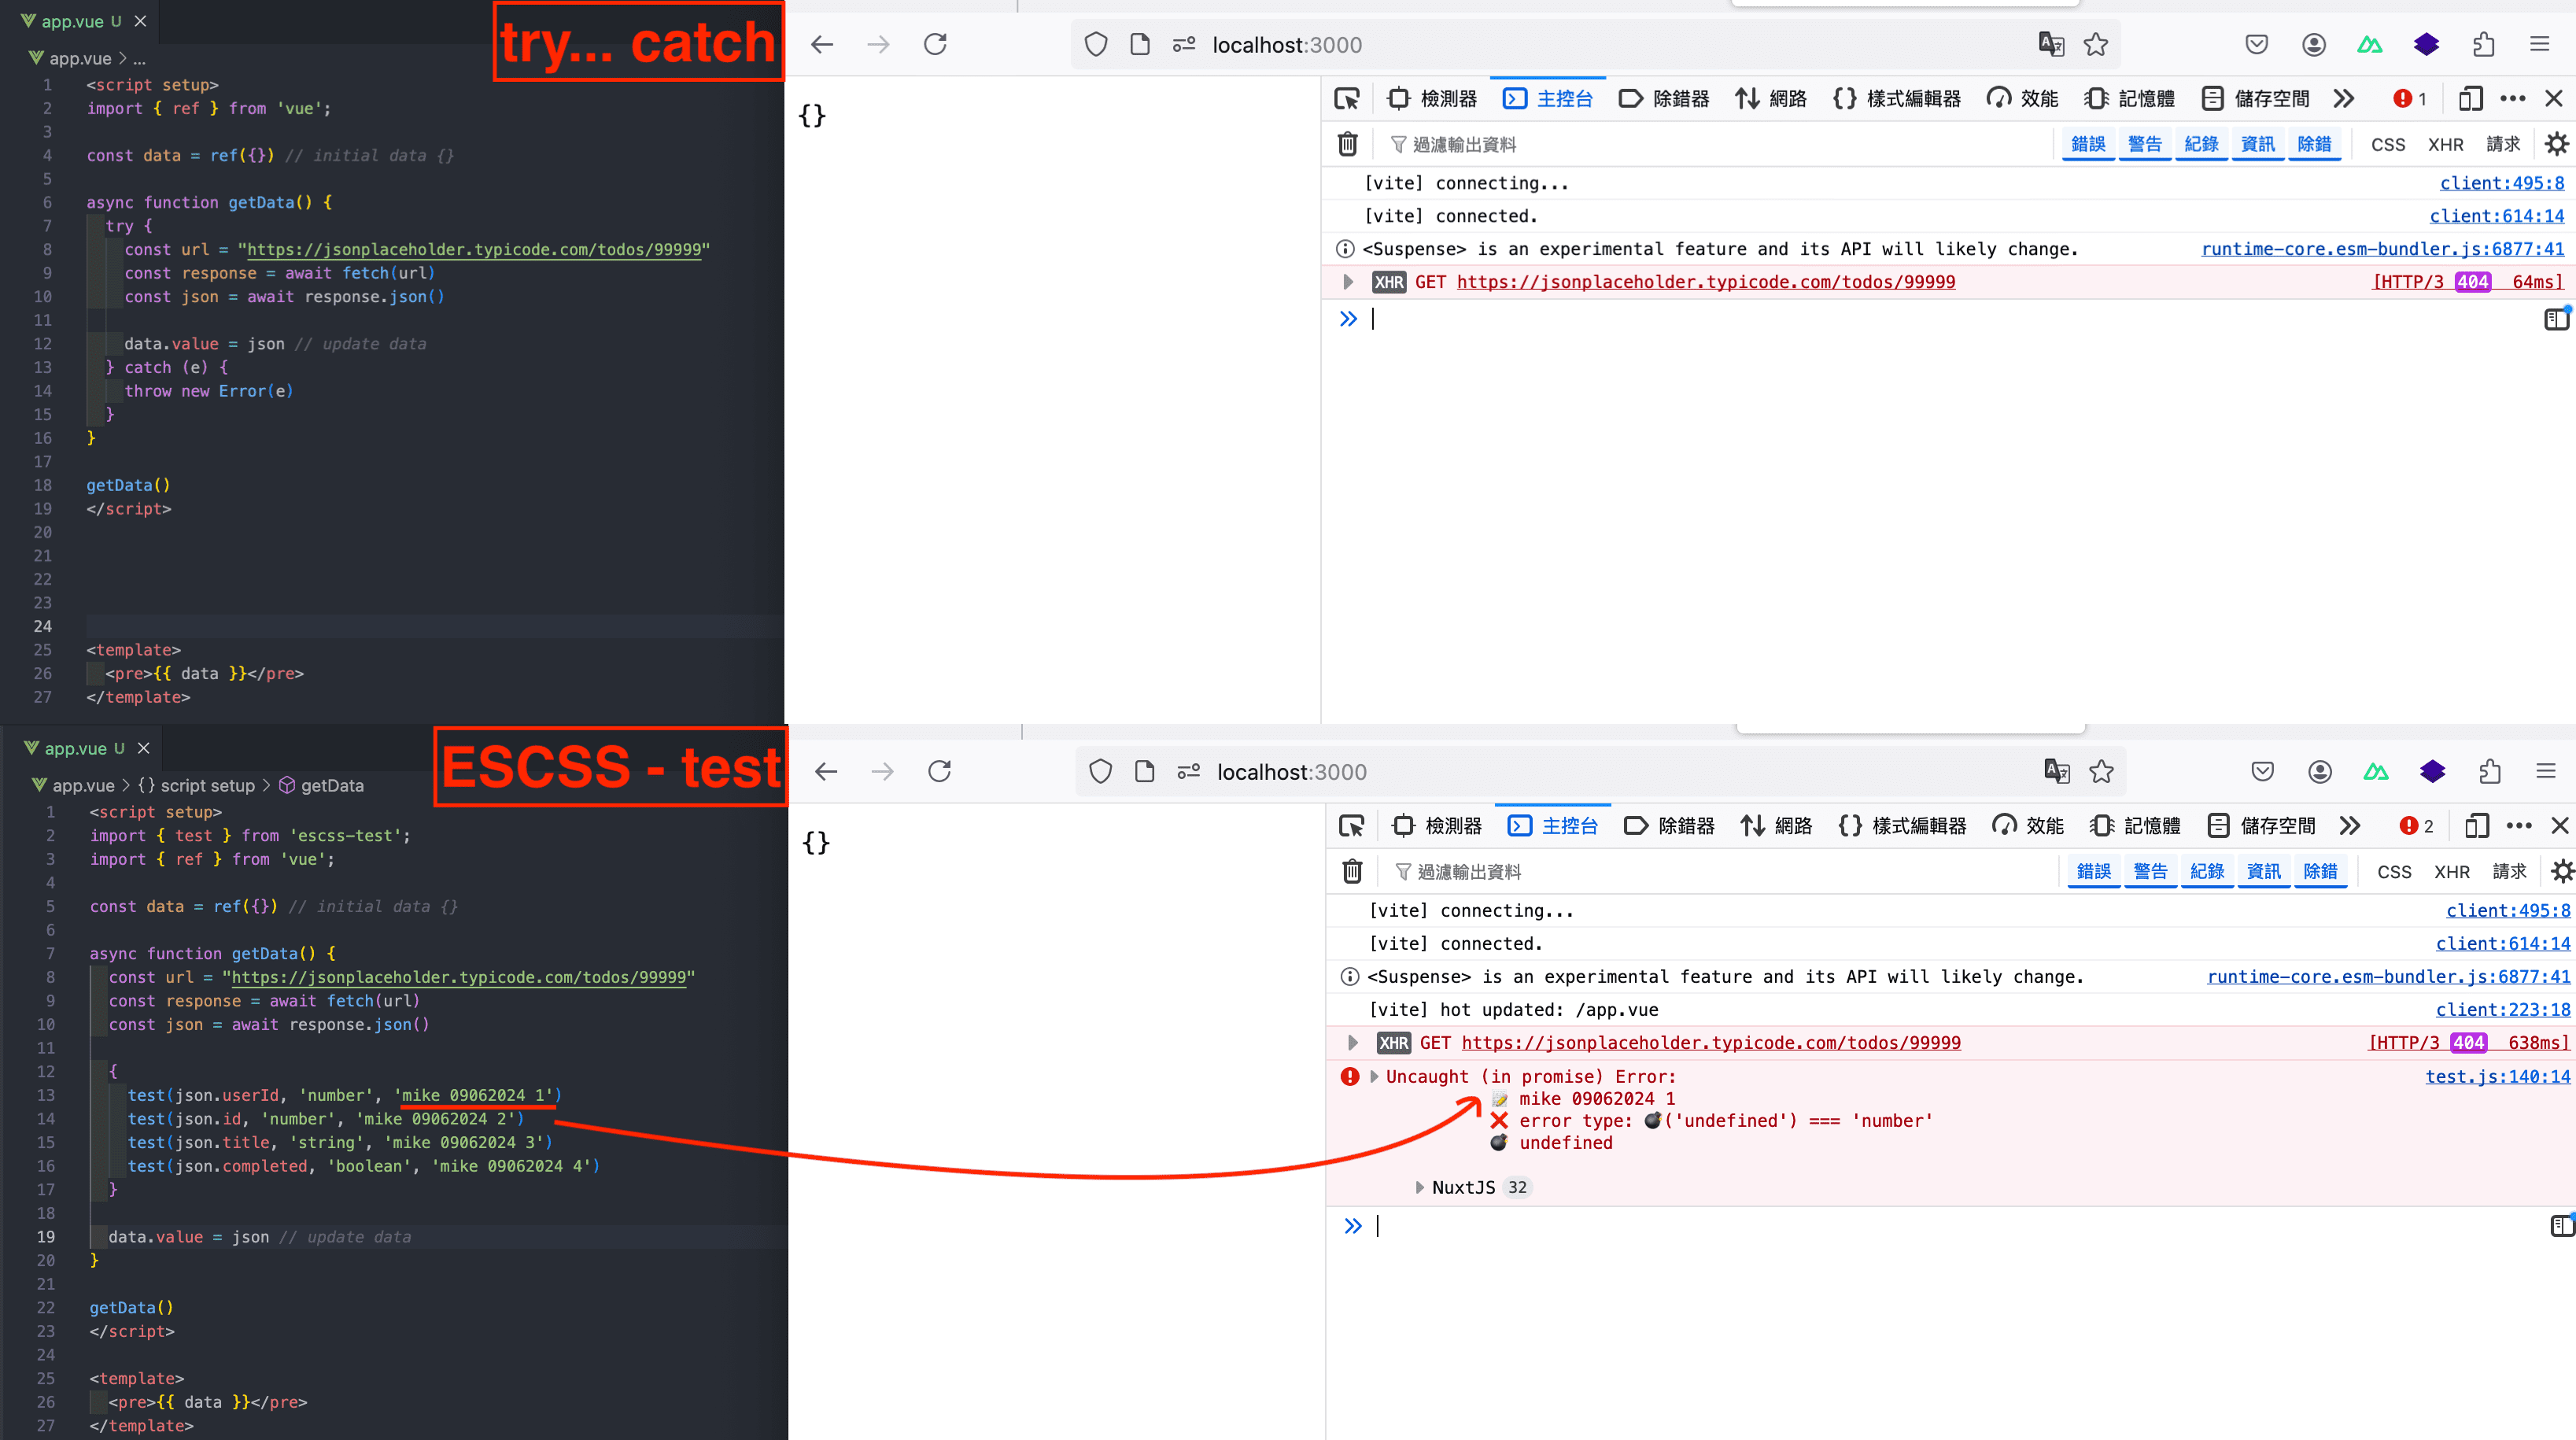 app.vue U
try... catch
app.vue > ...
1 <script setup>
2 import { ref } from 'vue';
3
4 const data = ref({}) // initial data {}
5
6 async function getData() {
7 try {
8 const url = "https://jsonplaceholder.typicode.com/todos/99999"
9 const response = await fetch(url)
10 const json = await response.json()
11
12 data.value = json // update data
13 } catch (e) {
14 throw new Error(e)
15 }
16 }
17
18 getData()
19 </script>
20
21
22
23
24
25 <template>
26 <pre>{{ data }}</pre>
27 </template>
localhost:3000
{}
檢測器 主控台 除錯器 網路 樣式編輯器 效能 記憶體 儲存空間 1
過濾輸出資料 錯誤 警告 紀錄 資訊 除錯 CSS XHR 請求
[vite] connecting... client:495:8
[vite] connected. client:614:14
<Suspense> is an experimental feature and its API will likely change. runtime-core.esm-bundler.js:6877:41
XHR GET https://jsonplaceholder.typicode.com/todos/99999 [HTTP/3 404 64ms]
app.vue U
ESCSS - test
app.vue > {} script setup > getData
1 <script setup>
2 import { test } from 'escss-test';
3 import { ref } from 'vue';
4
5 const data = ref({}) // initial data {}
6
7 async function getData() {
8 const url = "https://jsonplaceholder.typicode.com/todos/99999"
9 const response = await fetch(url)
10 const json = await response.json()
11
12 {
13 test(json.userId, 'number', 'mike 09062024 1')
14 test(json.id, 'number', 'mike 09062024 2')
15 test(json.title, 'string', 'mike 09062024 3')
16 test(json.completed, 'boolean', 'mike 09062024 4')
17 }
18
19 data.value = json // update data
20 }
21
22 getData()
23 </script>
24
25 <template>
26 <pre>{{ data }}</pre>
27 </template>
localhost:3000
{}
檢測器 主控台 除錯器 網路 樣式編輯器 效能 記憶體 儲存空間 2
過濾輸出資料 錯誤 警告 紀錄 資訊 除錯 CSS XHR 請求
[vite] connecting... client:495:8
[vite] connected. client:614:14
<Suspense> is an experimental feature and its API will likely change. runtime-core.esm-bundler.js:6877:41
[vite] hot updated: /app.vue client:223:18
XHR GET https://jsonplaceholder.typicode.com/todos/99999 [HTTP/3 404 638ms]
Uncaught (in promise) Error: test.js:140:14
📝 mike 09062024 1
❌ error type: 💣('undefined') === 'number'
💣 undefined
NuxtJS 32